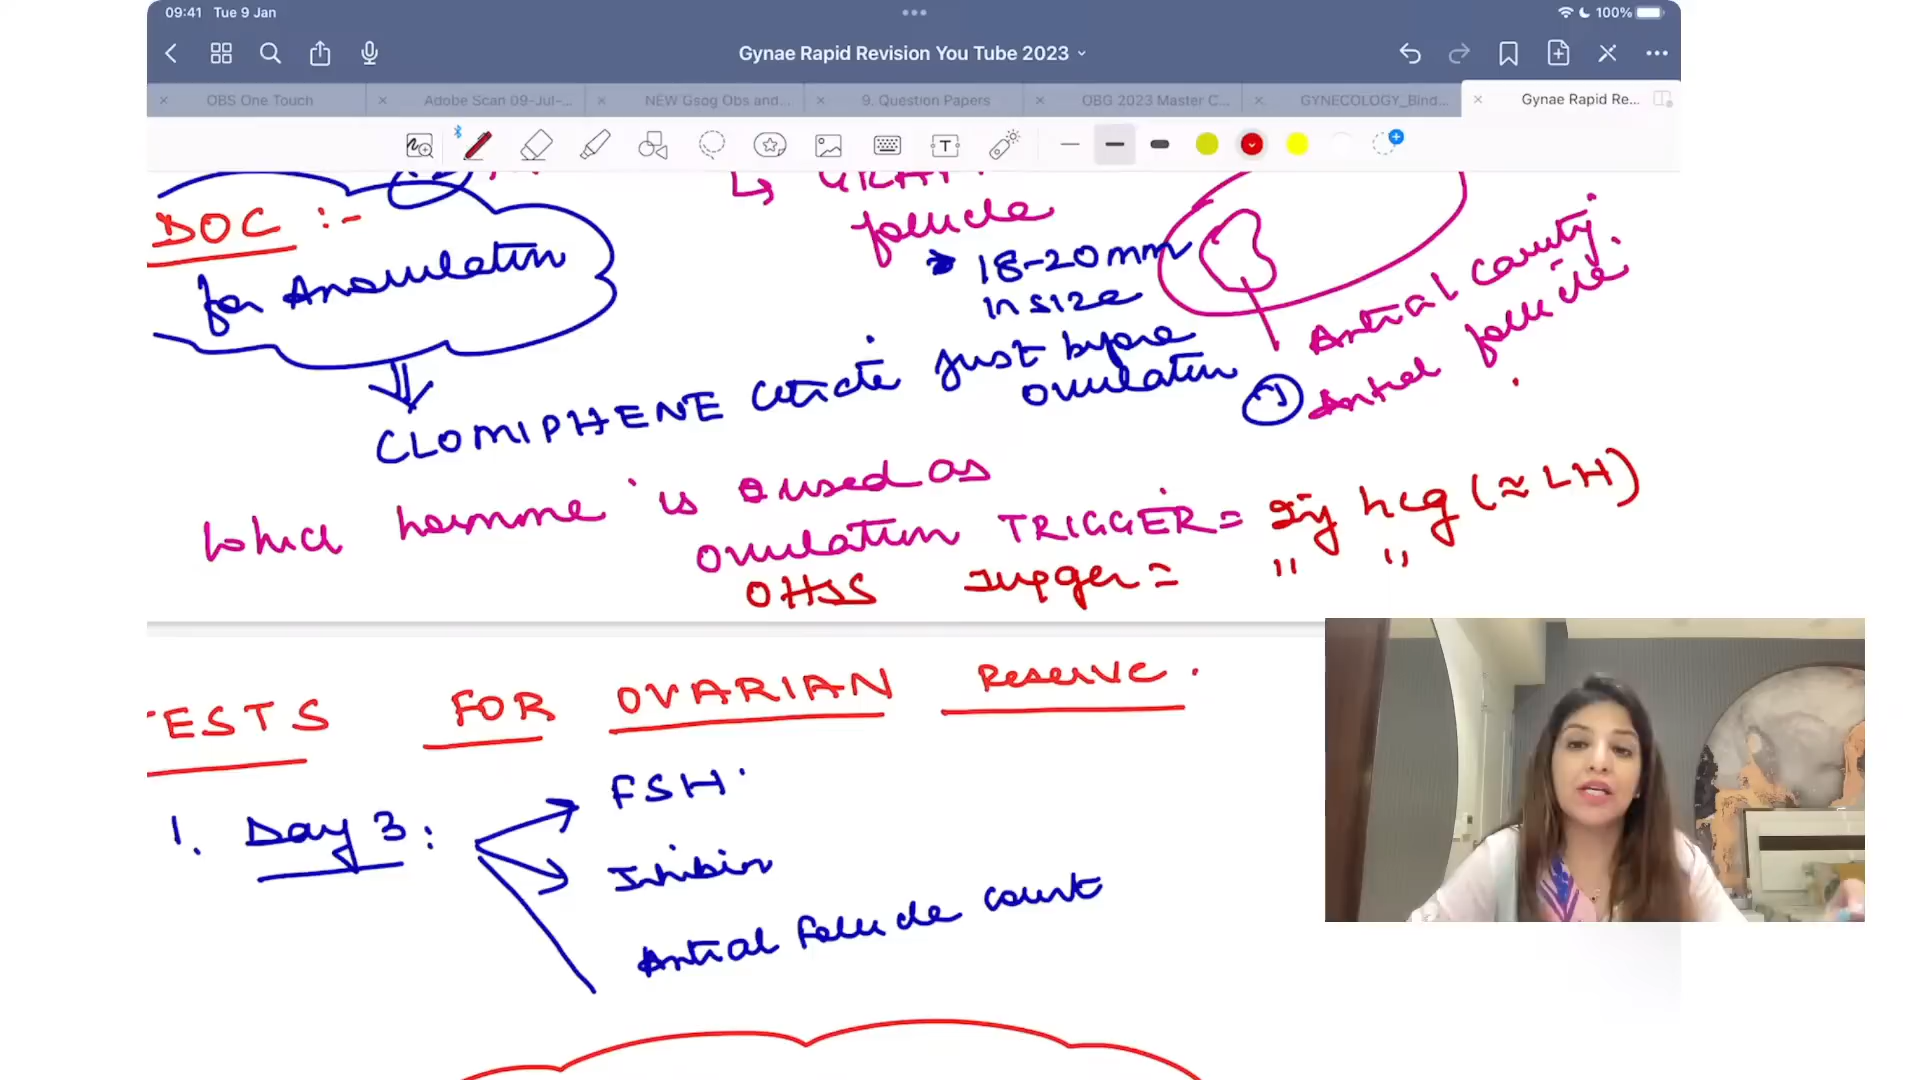 09:41 Tue 9 Jan
100%
Gynae Rapid Revision You Tube 2023
OBS One Touch
Adobe Scan 09-Jul-...
NEW Gsog Obs and...
9. Question Papers
OBG 2023 Master C...
GYNECOLOGY_Bind...
Gynae Rapid Re...
T
DOC :-
for Anovulation
follicle
18-20mm
in size
just before
ovulation
Antral cavity
Antral follicle
CLOMIPHENE citrate
Which hormone is used as
ovulation TRIGGER = Inj hcg (≈ LH)
OHSS trigger = " "
TESTS FOR OVARIAN Reserve.
1. Day 3 :
FSH
Inhibin
Antral follicle count